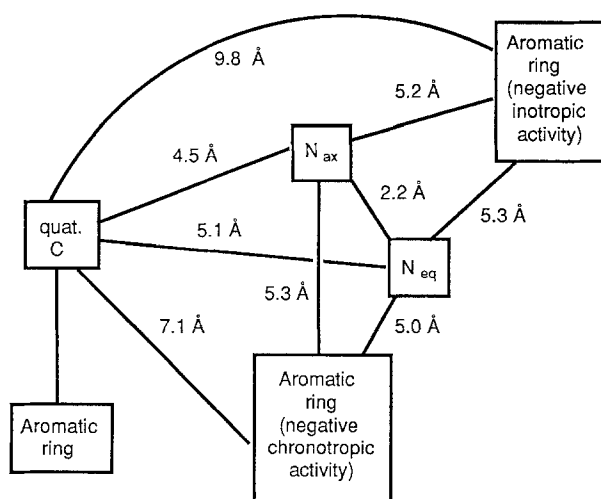 9.8 Å
Aromatic
ring
(negative
inotropic
activity)
5.2 Å
N ax
4.5 Å
2.2 Å
quat.
C
5.1 Å
5.3 Å
N eq
5.3 Å
7.1 Å
5.0 Å
Aromatic
ring
Aromatic
ring
(negative
chronotropic
activity)